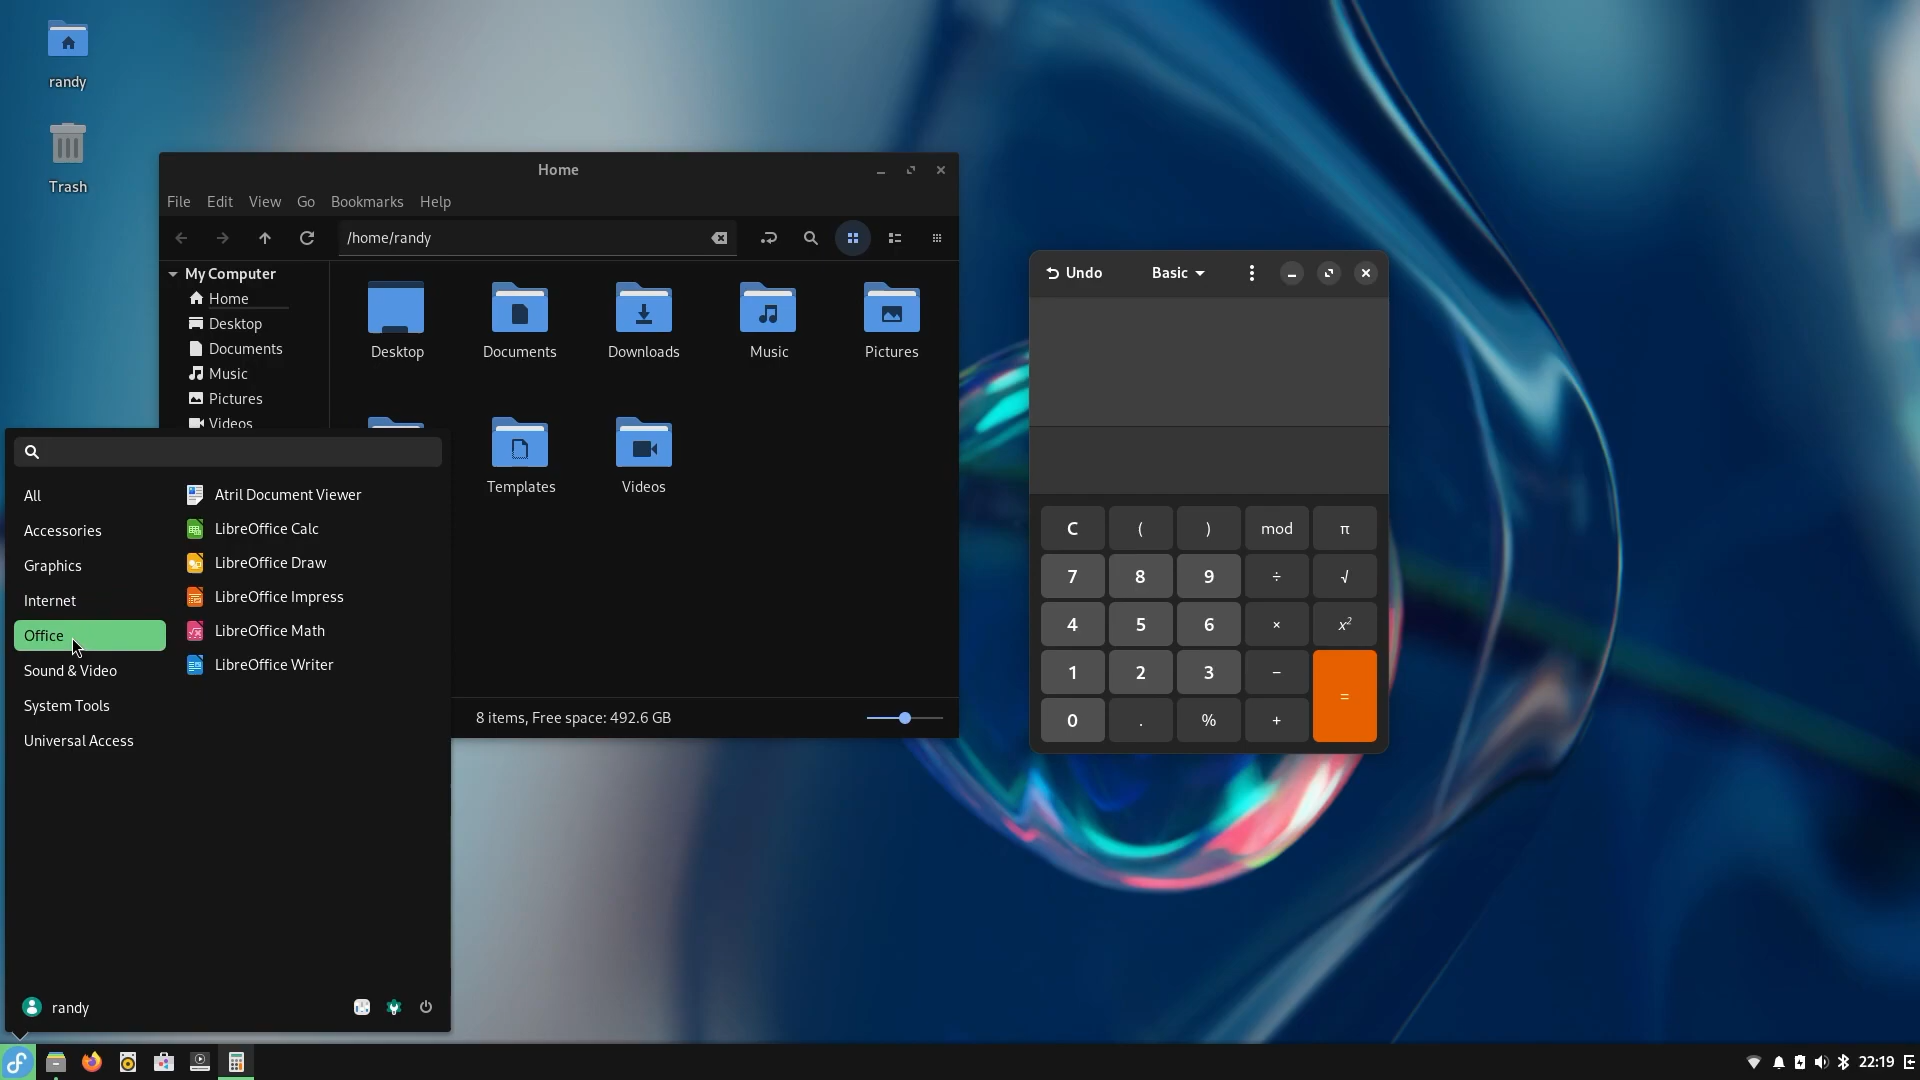 randy
Trash
Home
File Edit View Go Bookmarks Help
/home/randy
My Computer
Home
Desktop
Documents
Music
Pictures
Videos
Desktop Documents Downloads Music Pictures
Templates Videos
8 items, Free space: 492.6 GB
All
Accessories
Graphics
Internet
Office
Sound & Video
System Tools
Universal Access
Atril Document Viewer
LibreOffice Calc
LibreOffice Draw
LibreOffice Impress
LibreOffice Math
LibreOffice Writer
randy
Undo Basic
C ( ) mod π
7 8 9 ÷ √
4 5 6 × x²
1 2 3 − =
0 . % +
22:19